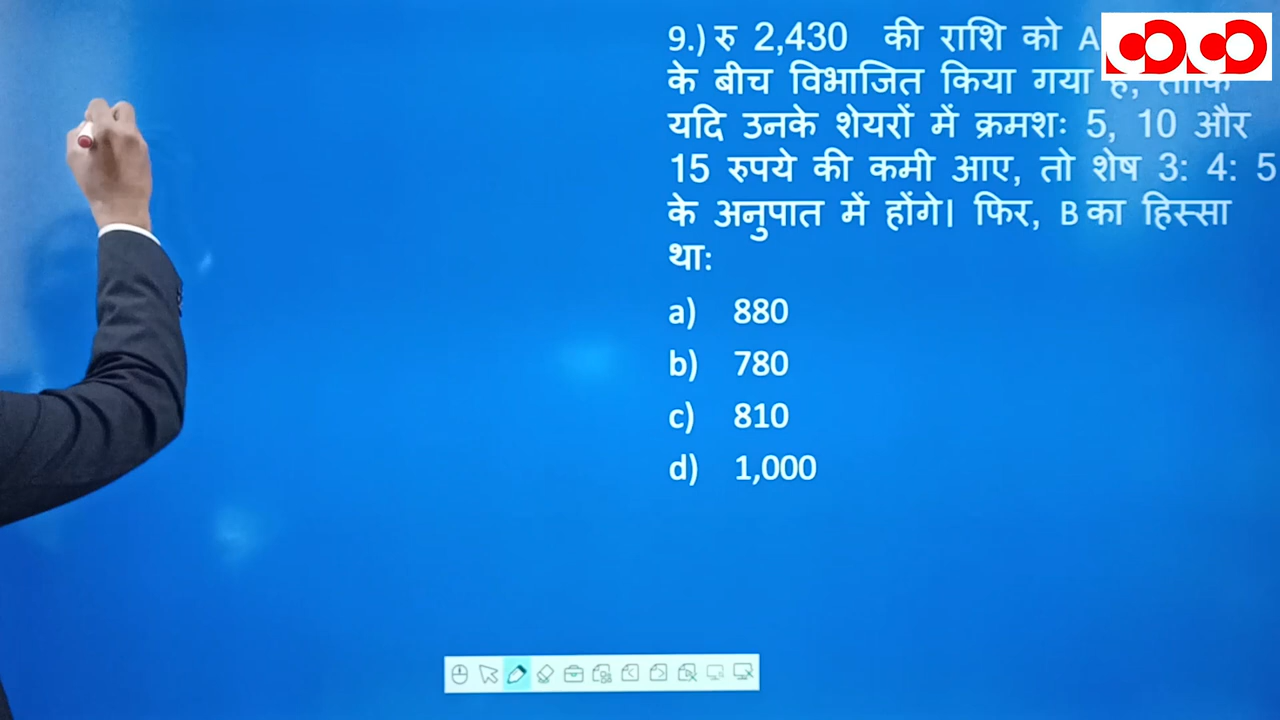 9.) रु 2,430 की राशि को A
के बीच विभाजित किया गया है, ताकि
यदि उनके शेयरों में क्रमशः 5, 10 और
15 रुपये की कमी आए, तो शेष 3: 4: 5
के अनुपात में होंगे। फिर, B का हिस्सा
था:
a) 880
b) 780
c) 810
d) 1,000